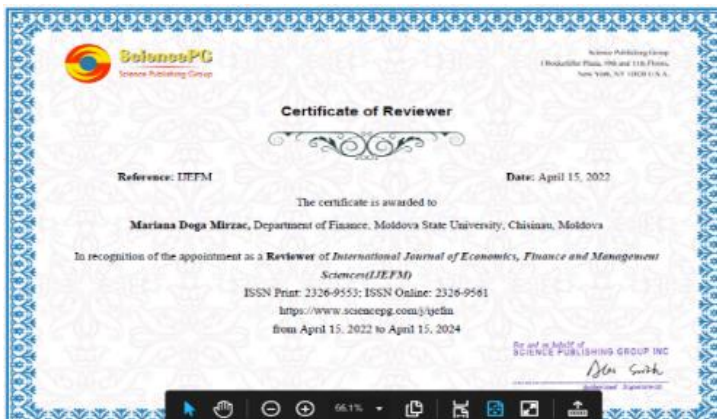 SciencePG
Science Publishing Group
Science Publishing Group
1 Rockefeller Plaza, 10th and 11th Floors,
New York, NY 10020 U.S.A.
Certificate of Reviewer
Reference: IJEFM
Date: April 15, 2022
The certificate is awarded to
Mariana Doga Mirzac, Department of Finance, Moldova State University, Chisinau, Moldova
In recognition of the appointment as a Reviewer of International Journal of Economics, Finance and Management
Sciences(IJEFM)
ISSN Print: 2326-9553; ISSN Online: 2326-9561
https://www.sciencepg.com/j/ijefm
from April 15, 2022 to April 15, 2024
For and on behalf of
SCIENCE PUBLISHING GROUP INC
Alex Smith
Authorized Signature(s)
66.1%